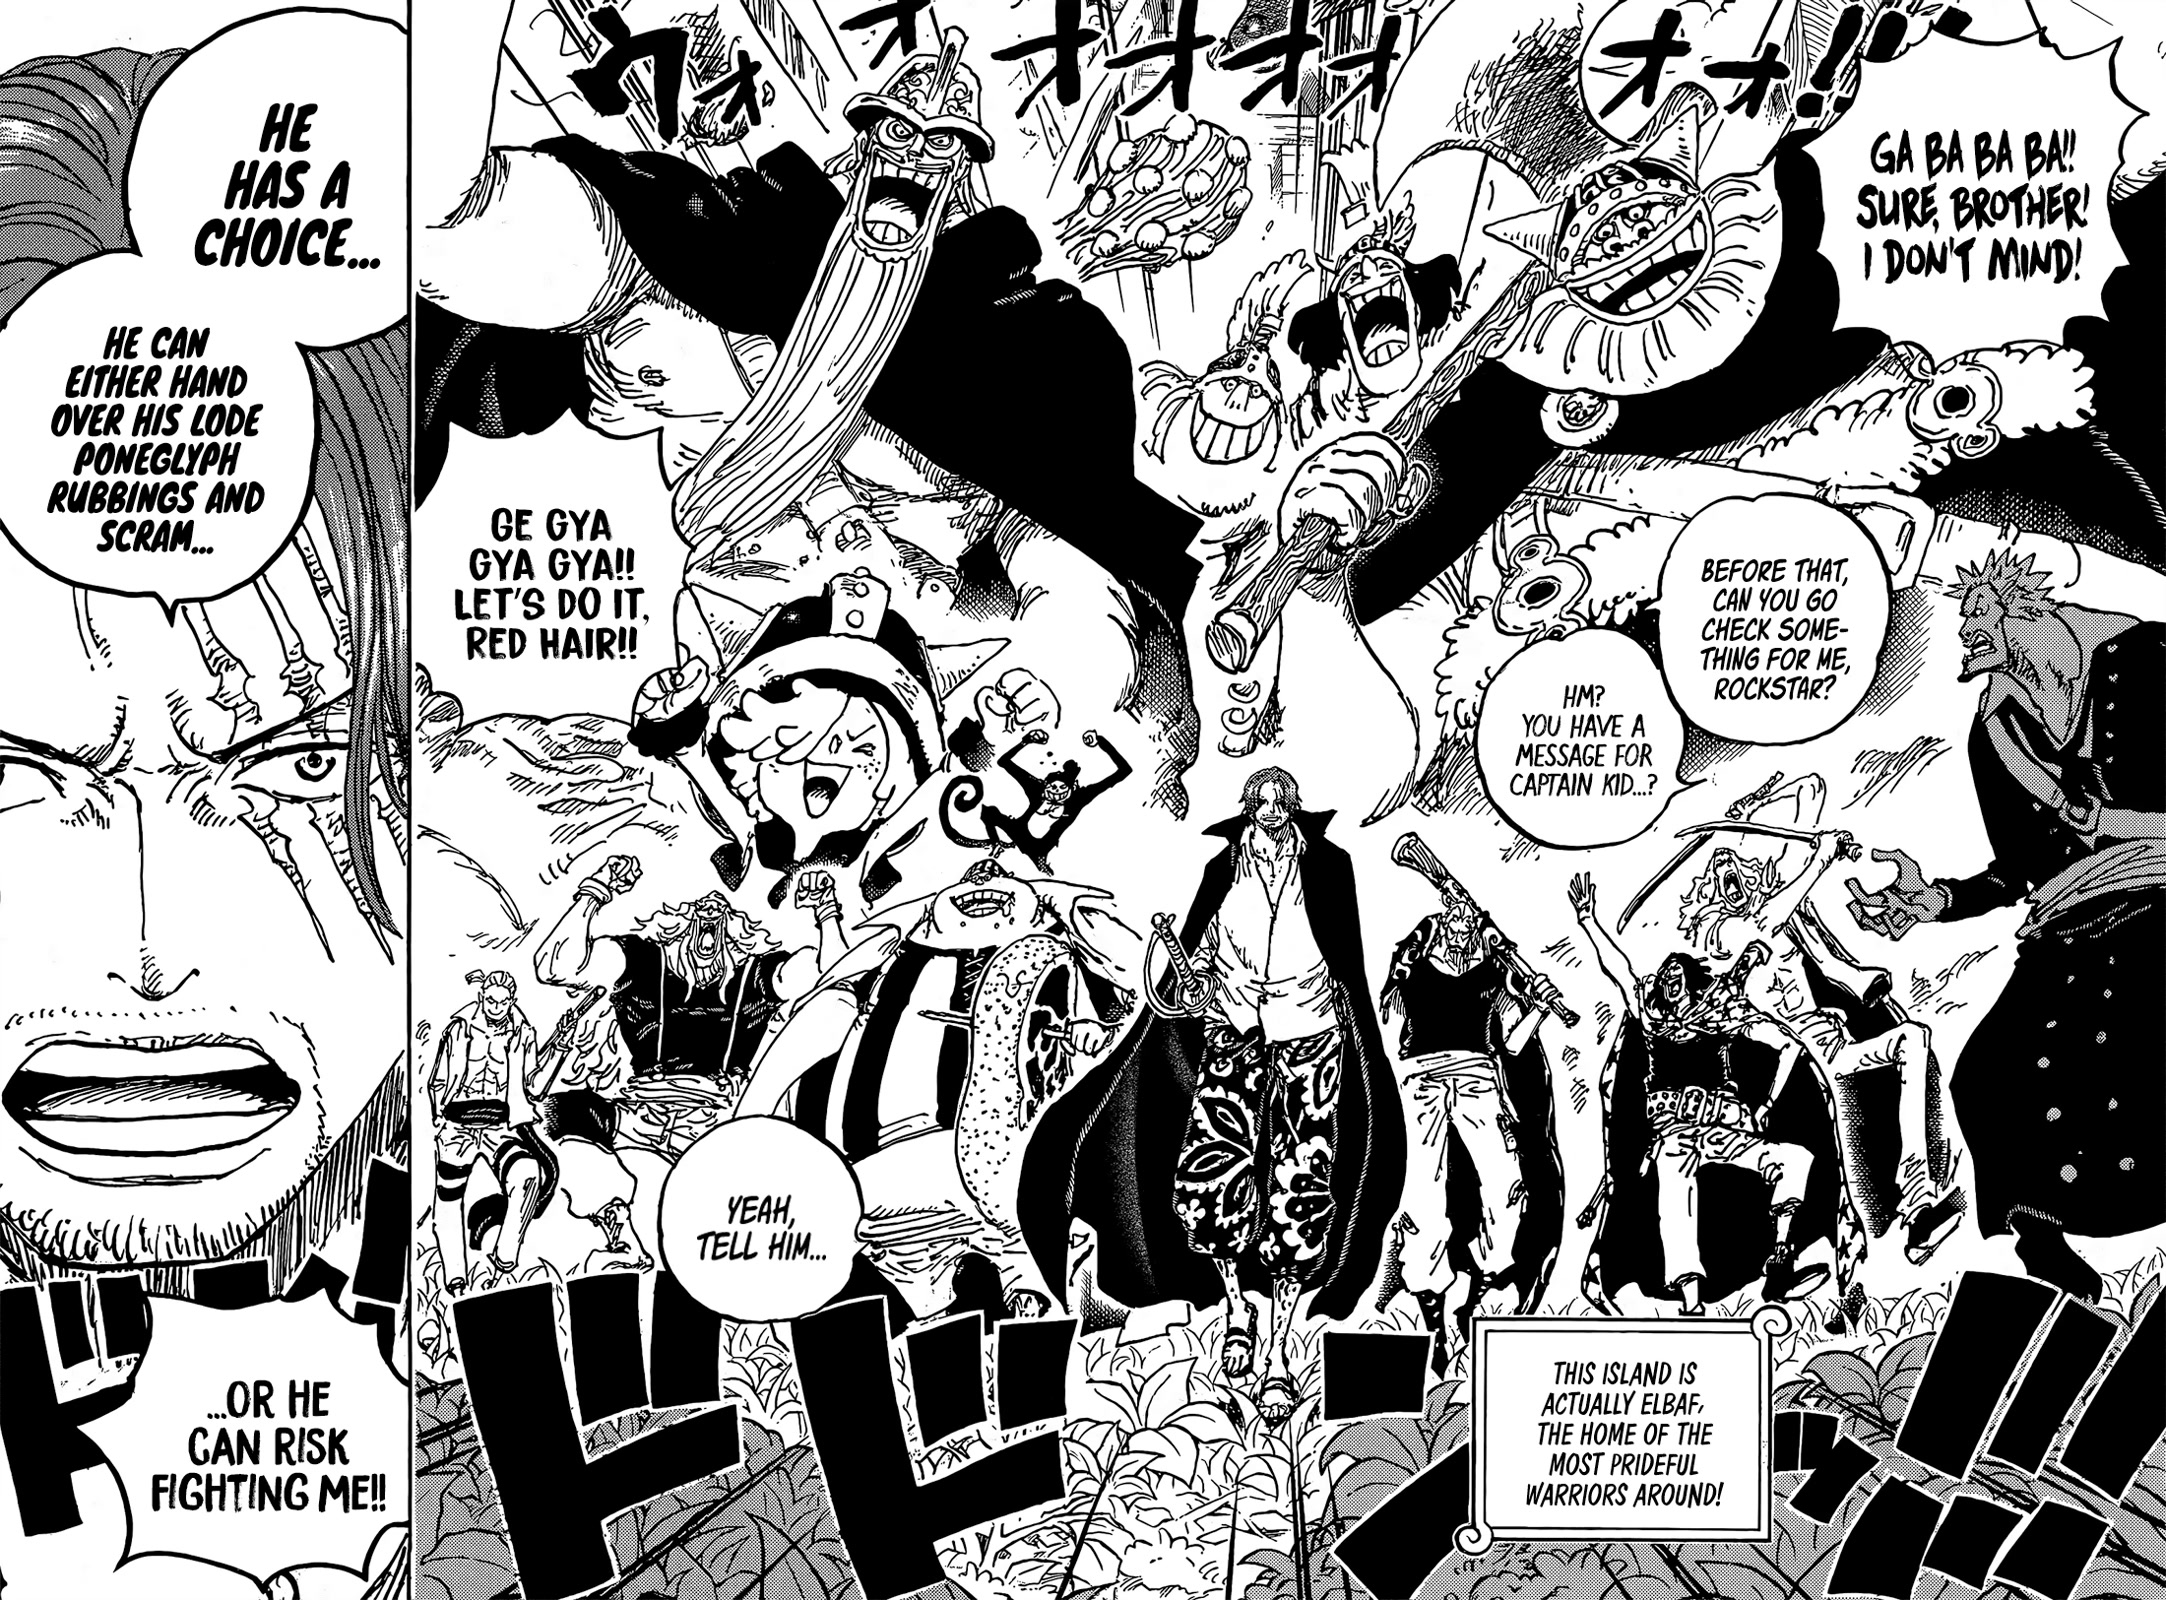 ウォオオオオオオ!!
GA BA BA BA!!
SURE, BROTHER!
I DON'T MIND!
BEFORE THAT,
CAN YOU GO
CHECK SOME-
THING FOR ME,
ROCKSTAR?
HM?
YOU HAVE A
MESSAGE FOR
CAPTAIN KID...?
GE GYA
GYA GYA!!
LET'S DO IT,
RED HAIR!!
YEAH,
TELL HIM...
THIS ISLAND IS
ACTUALLY ELBAF,
THE HOME OF THE
MOST PRIDEFUL
WARRIORS AROUND!
HE
HAS A
CHOICE...
HE CAN
EITHER HAND
OVER HIS LODE
PONEGLYPH
RUBBINGS AND
SCRAM...
...OR HE
CAN RISK
FIGHTING ME!!
ドドド